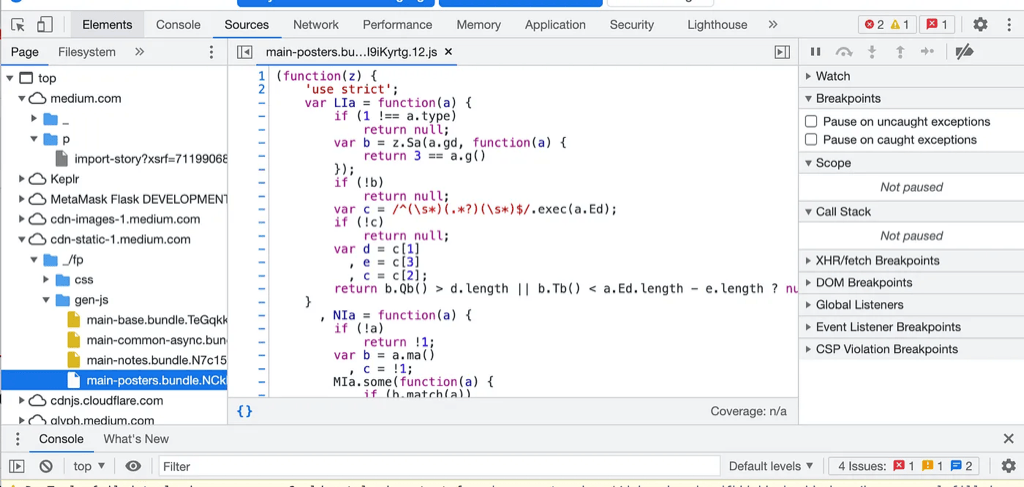 Elements Console Sources Network Performance Memory Application Security Lighthouse » 2 1 1
Page Filesystem » main-posters.bu...I9iKyrtg.12.js ×
top
medium.com
_
p
import-story?xsrf=71199068
Keplr
MetaMask Flask DEVELOPMENT
cdn-images-1.medium.com
cdn-static-1.medium.com
_/fp
css
gen-js
main-base.bundle.TeGqkk
main-common-async.bun
main-notes.bundle.N7c15
main-posters.bundle.NCk
cdnjs.cloudflare.com
glyph.medium.com
1 (function(z) {
2 'use strict';
- var LIa = function(a) {
- if (1 !== a.type)
- return null;
- var b = z.Sa(a.gd, function(a) {
- return 3 == a.g()
- });
- if (!b)
- return null;
- var c = /^(\s*)(.*?)(\s*)$/.exec(a.Ed);
- if (!c)
- return null;
- var d = c[1]
- , e = c[3]
- , c = c[2];
- return b.Qb() > d.length || b.Tb() < a.Ed.length - e.length ? nu
- }
- , NIa = function(a) {
- if (!a)
- return !1;
- var b = a.ma()
- , c = !1;
- MIa.some(function(a) {
- if (b.match(a))
{} Coverage: n/a
Watch
Breakpoints
Pause on uncaught exceptions
Pause on caught exceptions
Scope
Not paused
Call Stack
Not paused
XHR/fetch Breakpoints
DOM Breakpoints
Global Listeners
Event Listener Breakpoints
CSP Violation Breakpoints
Console What's New ×
top ▼ Filter Default levels ▼ 4 Issues: 1 1 2